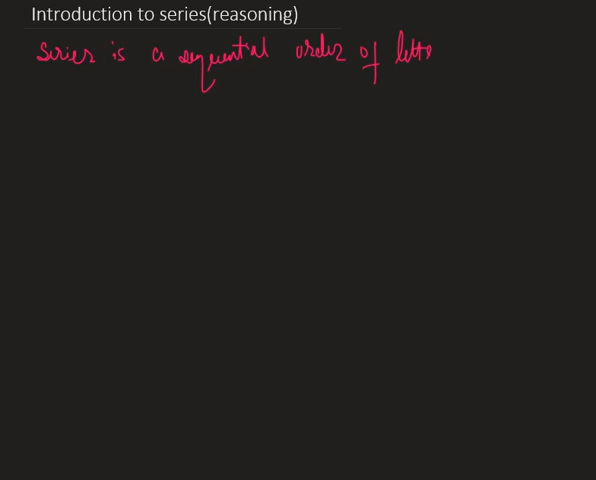 Introduction to series(reasoning)
Series is a sequential order of lett